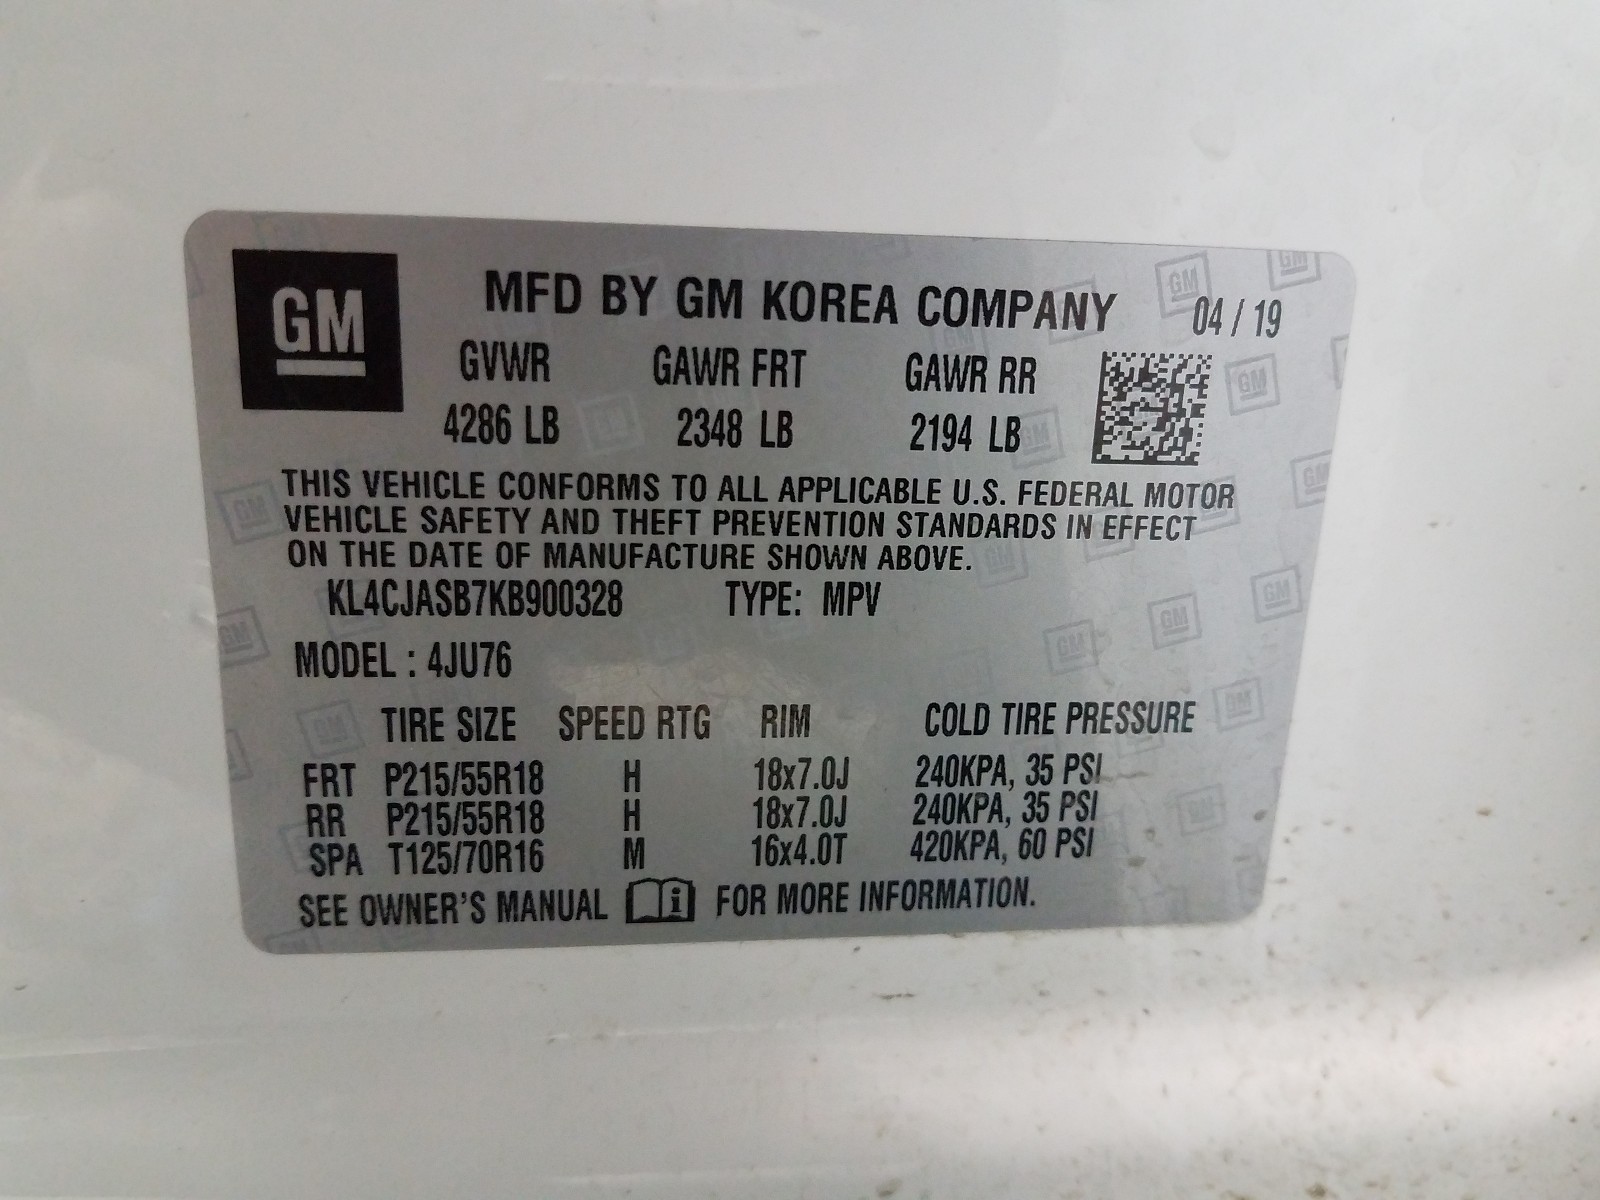 GM
MFD BY GM KOREA COMPANY 04 / 19
GVWR GAWR FRT GAWR RR
4286 LB 2348 LB 2194 LB
THIS VEHICLE CONFORMS TO ALL APPLICABLE U.S. FEDERAL MOTOR
VEHICLE SAFETY AND THEFT PREVENTION STANDARDS IN EFFECT
ON THE DATE OF MANUFACTURE SHOWN ABOVE.
KL4CJASB7KB900328 TYPE: MPV
MODEL : 4JU76
TIRE SIZE SPEED RTG RIM COLD TIRE PRESSURE
FRT P215/55R18 H 18x7.0J 240KPA, 35 PSI
RR P215/55R18 H 18x7.0J 240KPA, 35 PSI
SPA T125/70R16 M 16x4.0T 420KPA, 60 PSI
SEE OWNER'S MANUAL i FOR MORE INFORMATION.